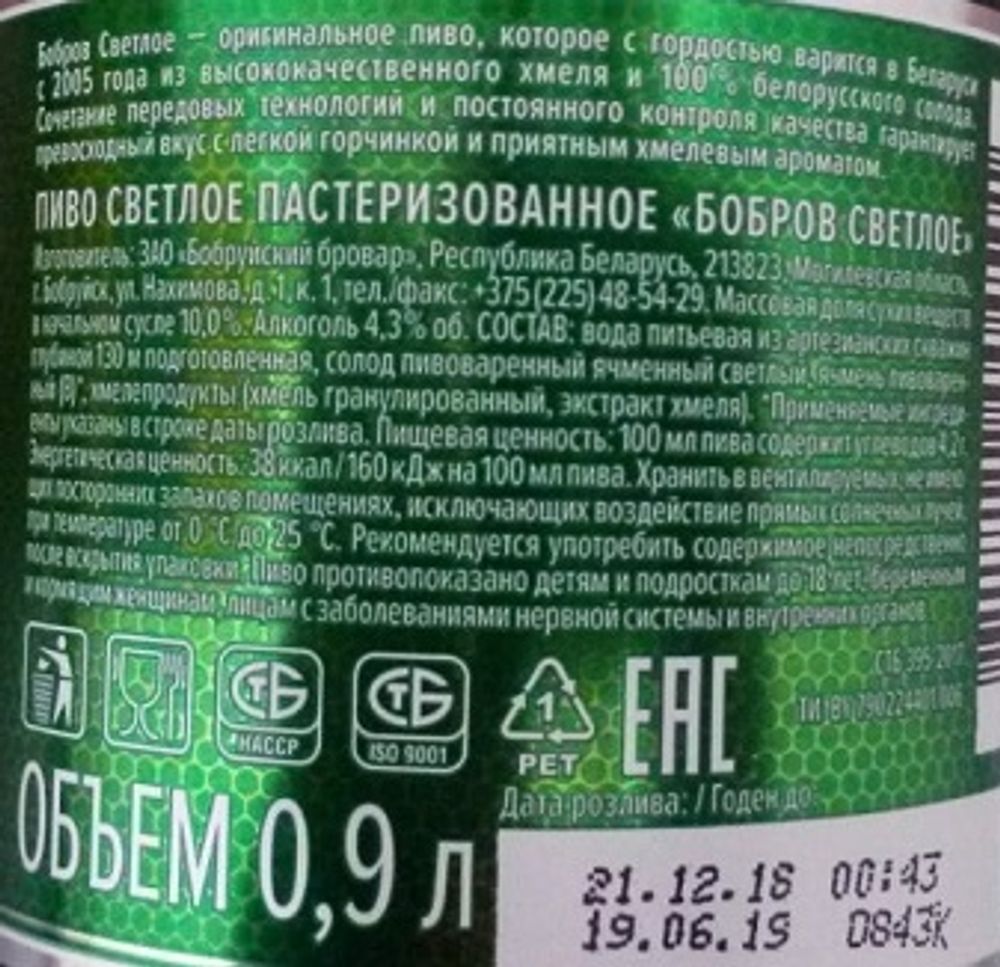 Бобров Светлое – оригинальное пиво, которое с гордостью варится в Беларуси
с 2005 года из высококачественного хмеля и 100 % белорусского солода.
Сочетание передовых технологий и постоянного контроля качества гарантирует
превосходный вкус с легкой горчинкой и приятным хмелевым ароматом.
ПИВО СВЕТЛОЕ ПАСТЕРИЗОВАННОЕ «БОБРОВ СВЕТЛОЕ»
Изготовитель: ЗАО «Бобруйский бровар», Республика Беларусь, 213823, Могилевская область,
г. Бобруйск, ул. Нахимова, д. 1, к. 1, тел./факс: +375 (225) 48-54-29. Массовая доля сухих веществ
в начальном сусле 10,0%. Алкоголь 4,3% об. СОСТАВ: вода питьевая из артезианских скважин
глубиной 130 м подготовленная, солод пивоваренный ячменный светлый, ячмень пивоварен-
ный (В)*, хмелепродукты (хмель гранулированный, экстракт хмеля). *Применяемые ингреди-
енты указаны в строке даты розлива. Пищевая ценность: 100 мл пива содержит углеводов 4,2 г.
Энергетическая ценность: 38 ккал/160 кДж на 100 мл пива. Хранить в вентилируемых, не имею-
щих посторонних запахов помещениях, исключающих воздействие прямых солнечных лучей,
при температуре от 0 °С до 25 °С. Рекомендуется употребить содержимое непосредственно
после вскрытия упаковки. Пиво противопоказано детям и подросткам до 18 лет, беременным
и кормящим женщинам, лицам с заболеваниями нервной системы и внутренних органов.
СТБ
HACCP
СТБ
ISO 9001
1
PET
EAC
СТБ 395
ТИ BY
Дата розлива: / Годен до:
ОБЪЕМ 0,9 л
21.12.18 00:43
19.06.19 0843К